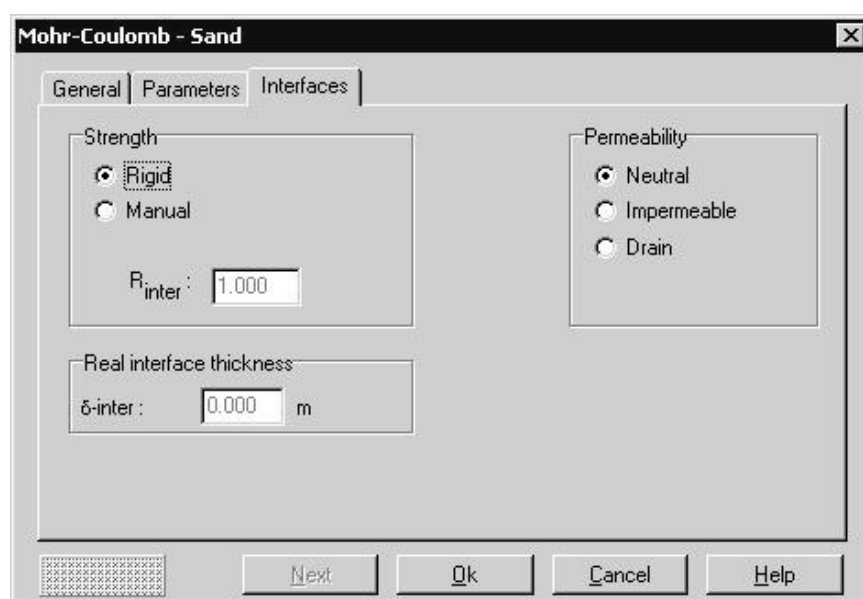 Mohr-Coulomb - Sand
General Parameters Interfaces
Strength
Rigid
Manual
Rinter : 1.000
Permeability
Neutral
Impermeable
Drain
Real interface thickness
δ-inter : 0.000 m
Next Ok Cancel Help